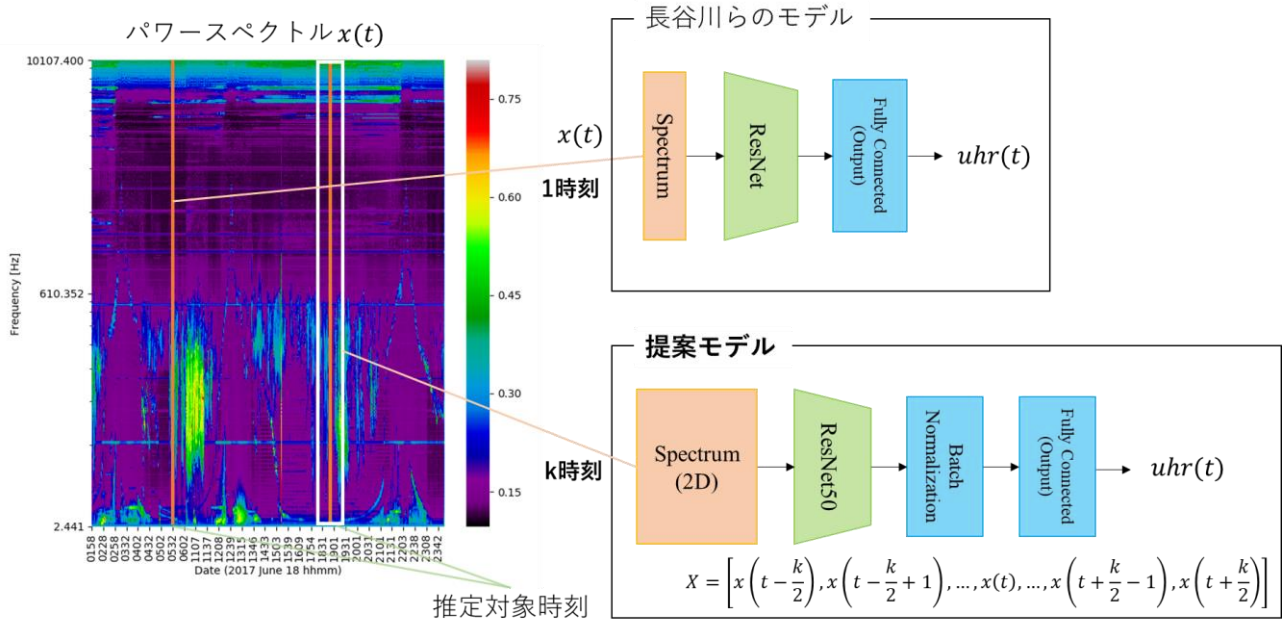 パワースペクトル x(t)
10107.400
610.352
2.441
Frequency [Hz]
0158
0228
0258
0332
0402
0432
0502
0532
0602
1107
1137
1208
1239
1315
1346
1433
1503
1539
1609
1754
1831
1901
1931
2001
2031
2101
2131
2203
2238
2308
2342
Date (2017 June 18 hhmm)
0.75
0.60
0.45
0.30
0.15
推定対象時刻
x(t)
1時刻
k時刻
長谷川らのモデル
Spectrum
ResNet
Fully Connected
(Output)
uhr(t)
提案モデル
Spectrum
(2D)
ResNet50
Batch
Normalization
Fully Connected
(Output)
uhr(t)
X = [x(t − k/2), x(t − k/2 + 1), … , x(t), … , x(t + k/2 − 1), x(t + k/2)]